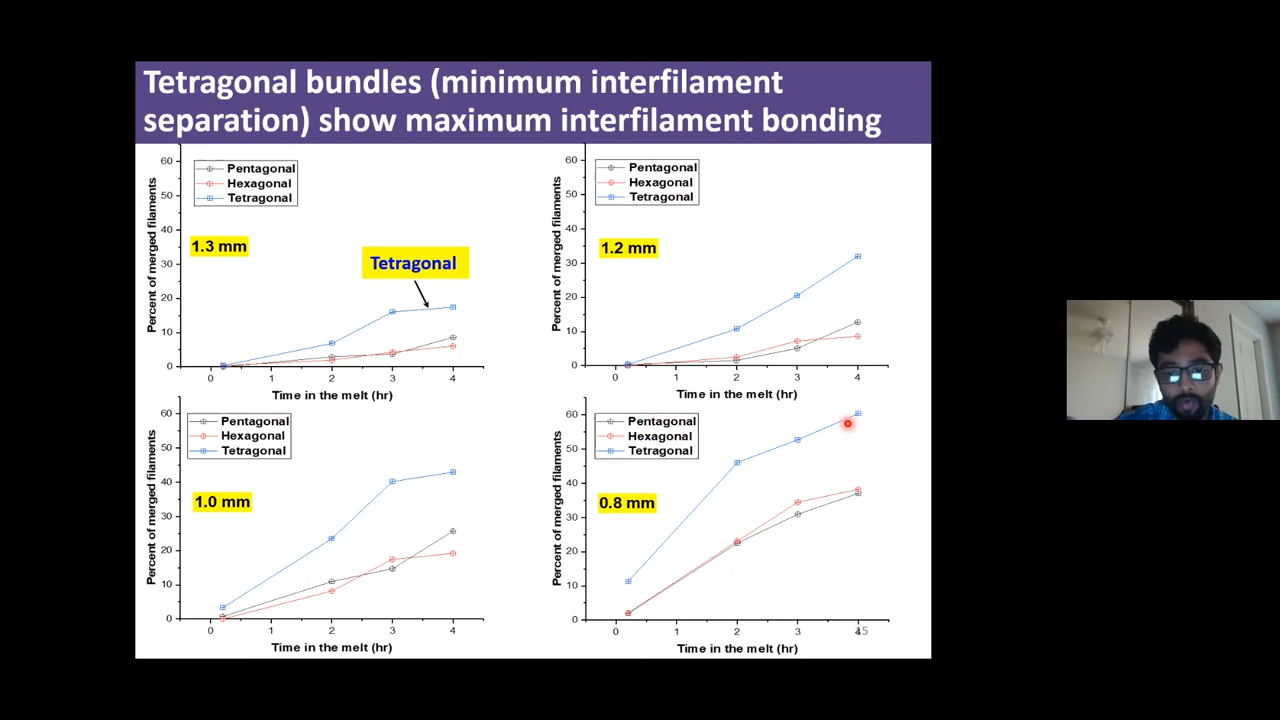 Tetragonal bundles (minimum interfilament
separation) show maximum interfilament bonding
Percent of merged filaments
60
50
40
30
20
10
0
Pentagonal
Hexagonal
Tetragonal
1.3 mm
Tetragonal
0 1 2 3 4
Time in the melt (hr)
Percent of merged filaments
60
50
40
30
20
10
0
Pentagonal
Hexagonal
Tetragonal
1.2 mm
0 1 2 3 4
Time in the melt (hr)
Percent of merged filaments
60
50
40
30
20
10
0
Pentagonal
Hexagonal
Tetragonal
1.0 mm
0 1 2 3 4
Time in the melt (hr)
Percent of merged filaments
60
50
40
30
20
10
0
Pentagonal
Hexagonal
Tetragonal
0.8 mm
0 1 2 3 4
15
Time in the melt (hr)